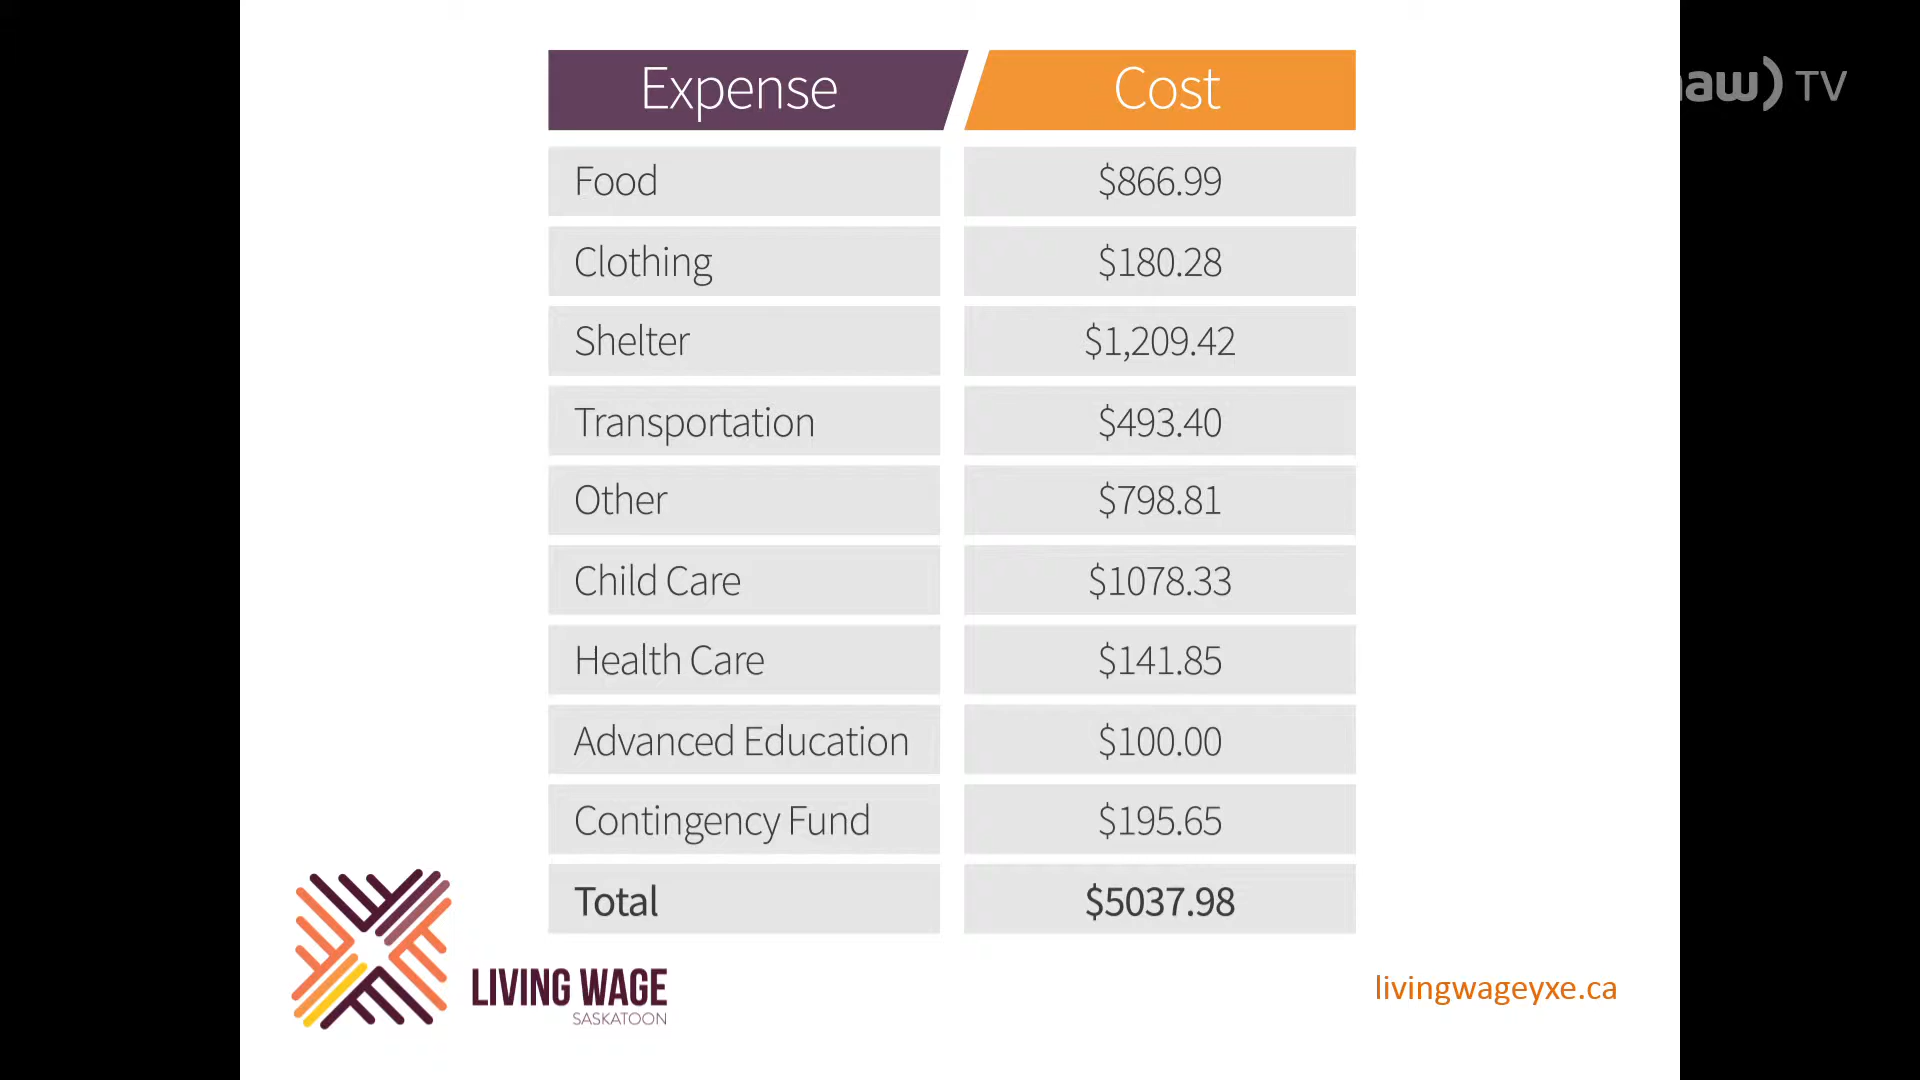 Expense Cost
aw) TV
Food $866.99
Clothing $180.28
Shelter $1,209.42
Transportation $493.40
Other $798.81
Child Care $1078.33
Health Care $141.85
Advanced Education $100.00
Contingency Fund $195.65
Total $5037.98
LIVING WAGE
SASKATOON
livingwageyxe.ca